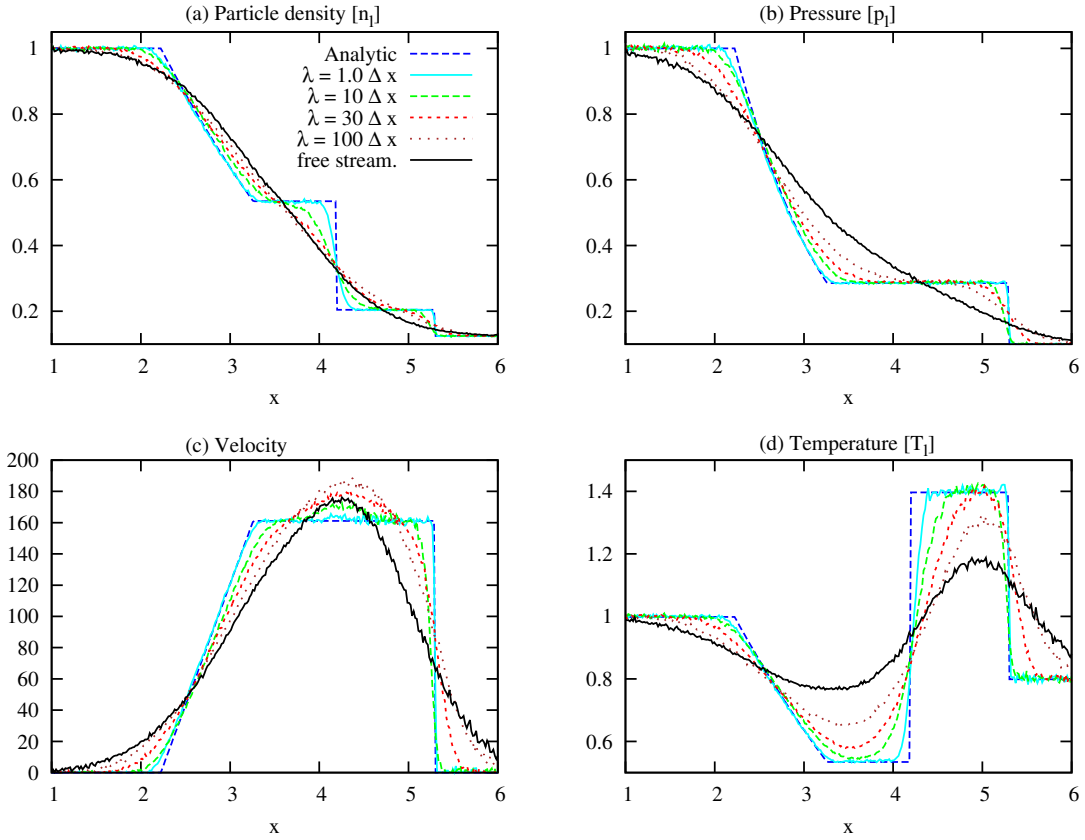 (a) Particle density [n_l]
1
0.8
0.6
0.4
0.2
Analytic
λ = 1.0 Δ x
λ = 10 Δ x
λ = 30 Δ x
λ = 100 Δ x
free stream.
1 2 3 4 5 6
x
(b) Pressure [p_l]
1
0.8
0.6
0.4
0.2
1 2 3 4 5 6
x
(c) Velocity
200
180
160
140
120
100
80
60
40
20
0
1 2 3 4 5 6
x
(d) Temperature [T_l]
1.4
1.2
1
0.8
0.6
1 2 3 4 5 6
x